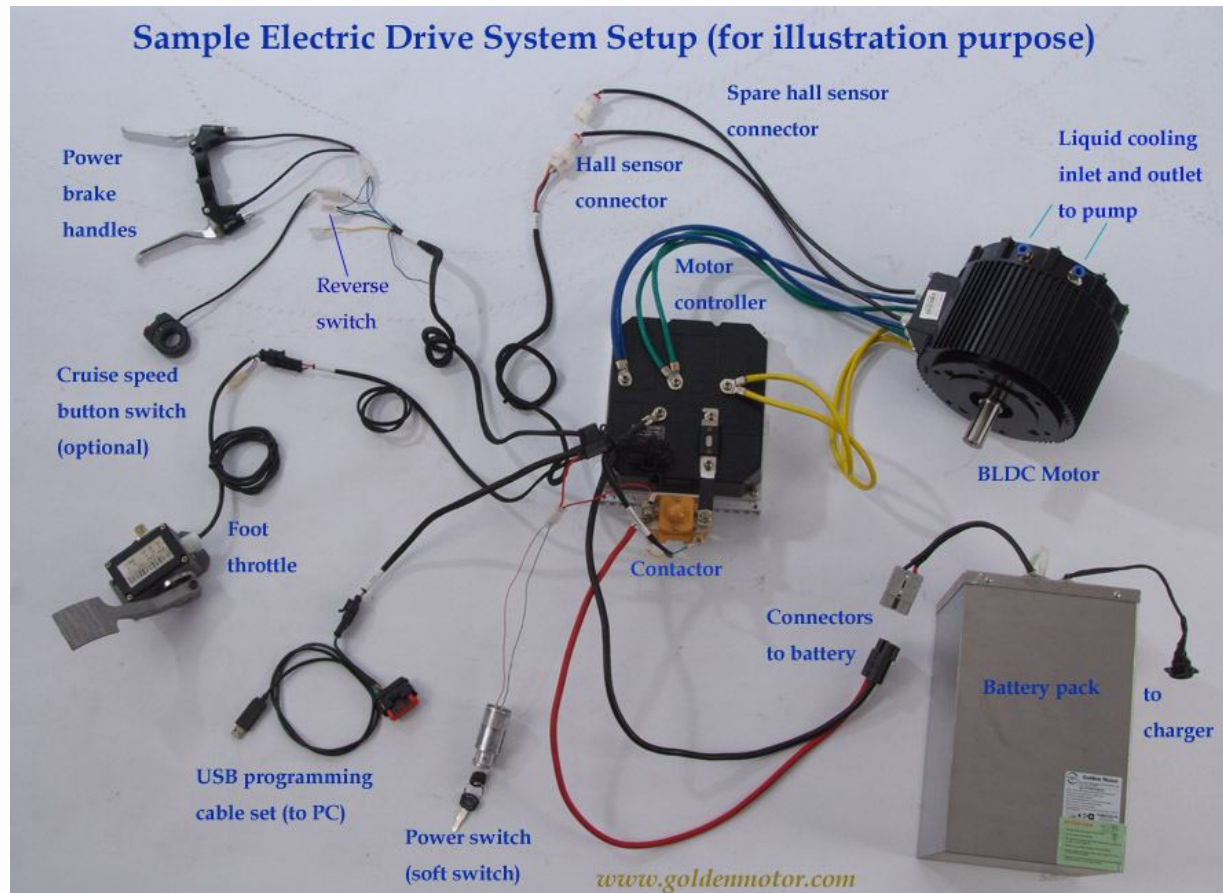 Sample Electric Drive System Setup (for illustration purpose)
Spare hall sensor
connector
Liquid cooling
inlet and outlet
to pump
Power
brake
handles
Hall sensor
connector
Motor
controller
Reverse
switch
Cruise speed
button switch
(optional)
BLDC Motor
Foot
throttle
Contactor
Connectors
to battery
Battery pack
to
charger
USB programming
cable set (to PC)
Power switch
(soft switch)
Golden Motor
www.goldenmotor.com